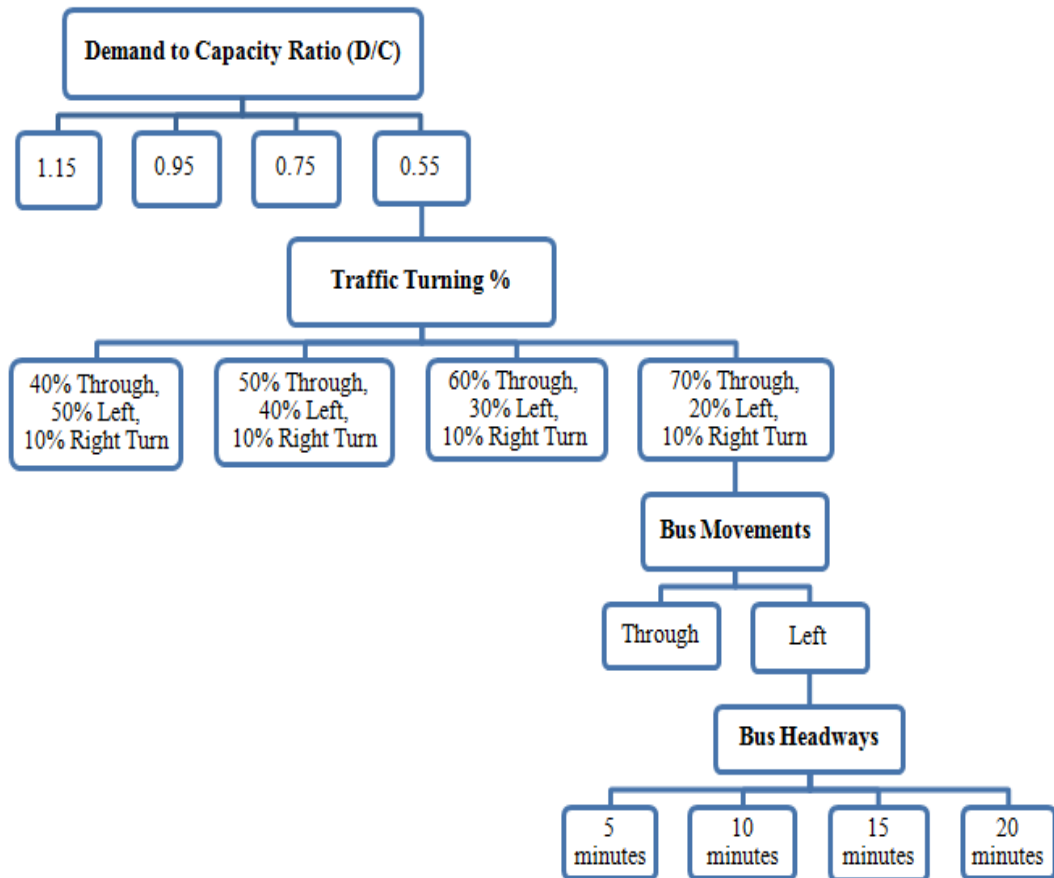 Demand to Capacity Ratio (D/C)
1.15
0.95
0.75
0.55
Traffic Turning %
40% Through,
50% Left,
10% Right Turn
50% Through,
40% Left,
10% Right Turn
60% Through,
30% Left,
10% Right Turn
70% Through,
20% Left,
10% Right Turn
Bus Movements
Through
Left
Bus Headways
5
minutes
10
minutes
15
minutes
20
minutes